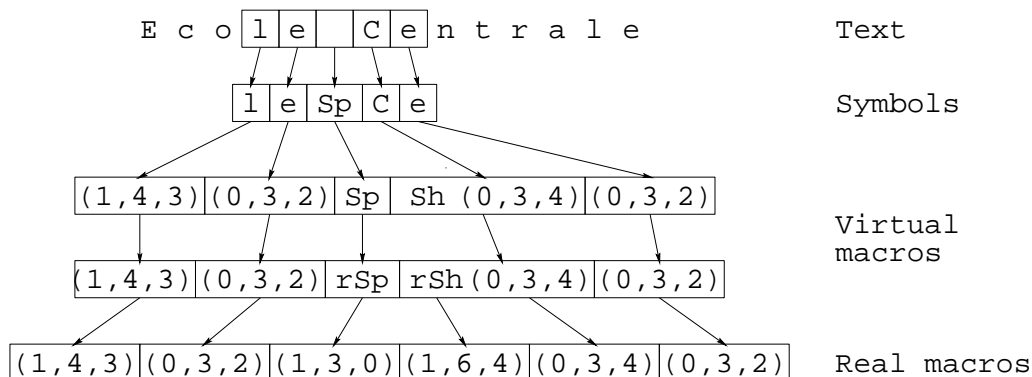 E c o l e C e n t r a l e Text
l e Sp C e Symbols
(1,4,3) (0,3,2) Sp Sh (0,3,4) (0,3,2)
Virtual
macros
(1,4,3) (0,3,2) rSp rSh (0,3,4) (0,3,2)
(1,4,3) (0,3,2) (1,3,0) (1,6,4) (0,3,4) (0,3,2) Real macros